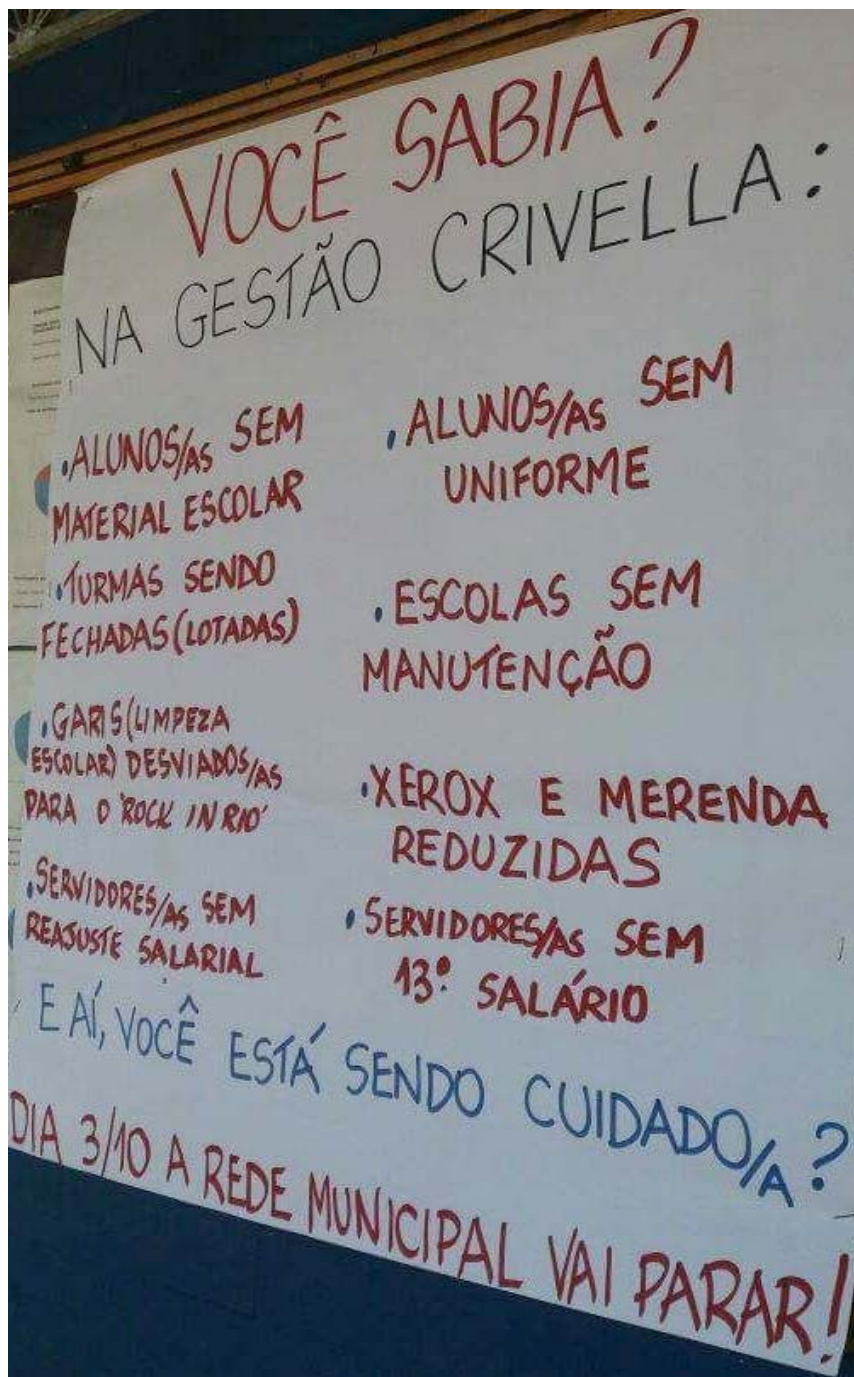 VOCÊ SABIA?
NA GESTÃO CRIVELLA:
.ALUNOS/AS SEM
MATERIAL ESCOLAR
.TURMAS SENDO
FECHADAS (LOTADAS)
.GARIS (LIMPEZA
ESCOLAR) DESVIADOS/AS
PARA O 'ROCK IN RIO'
.SERVIDORES/AS SEM
REAJUSTE SALARIAL
.ALUNOS/AS SEM
UNIFORME
.ESCOLAS SEM
MANUTENÇÃO
.XEROX E MERENDA
REDUZIDAS
.SERVIDORES/AS SEM
13º SALÁRIO
E AÍ, VOCÊ ESTÁ SENDO CUIDADO/A?
DIA 3/10 A REDE MUNICIPAL VAI PARAR!